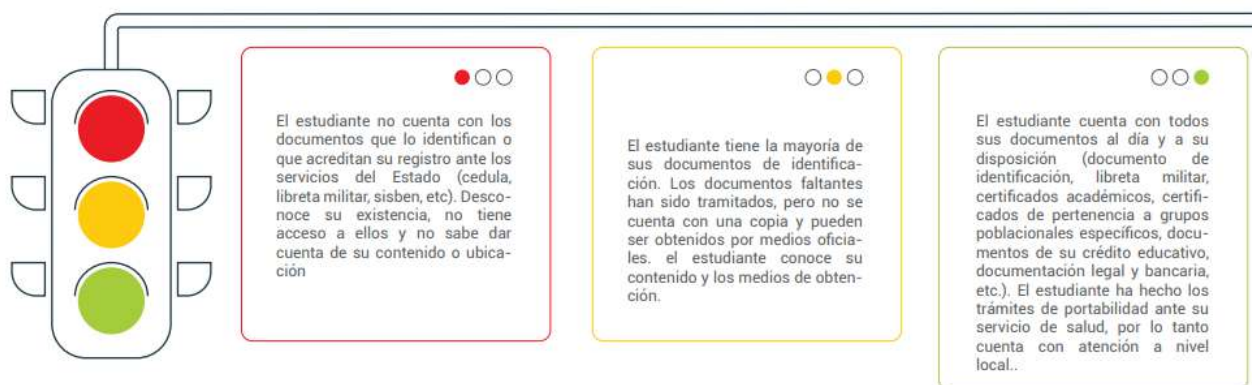 El estudiante no cuenta con los
documentos que lo identifican o
que acreditan su registro ante los
servicios del Estado (cedula,
libreta militar, sisben, etc). Desco-
noce su existencia, no tiene
acceso a ellos y no sabe dar
cuenta de su contenido o ubica-
ción
El estudiante tiene la mayoría de
sus documentos de identifica-
ción. Los documentos faltantes
han sido tramitados, pero no se
cuenta con una copia y pueden
ser obtenidos por medios oficia-
les. el estudiante conoce su
contenido y los medios de obten-
ción.
El estudiante cuenta con todos
sus documentos al día y a su
disposición (documento de
identificación, libreta militar,
certificados académicos, certifi-
cados de pertenencia a grupos
poblacionales específicos, docu-
mentos de su crédito educativo,
documentación legal y bancaria,
etc.). El estudiante ha hecho los
trámites de portabilidad ante su
servicio de salud, por lo tanto
cuenta con atención a nivel
local..